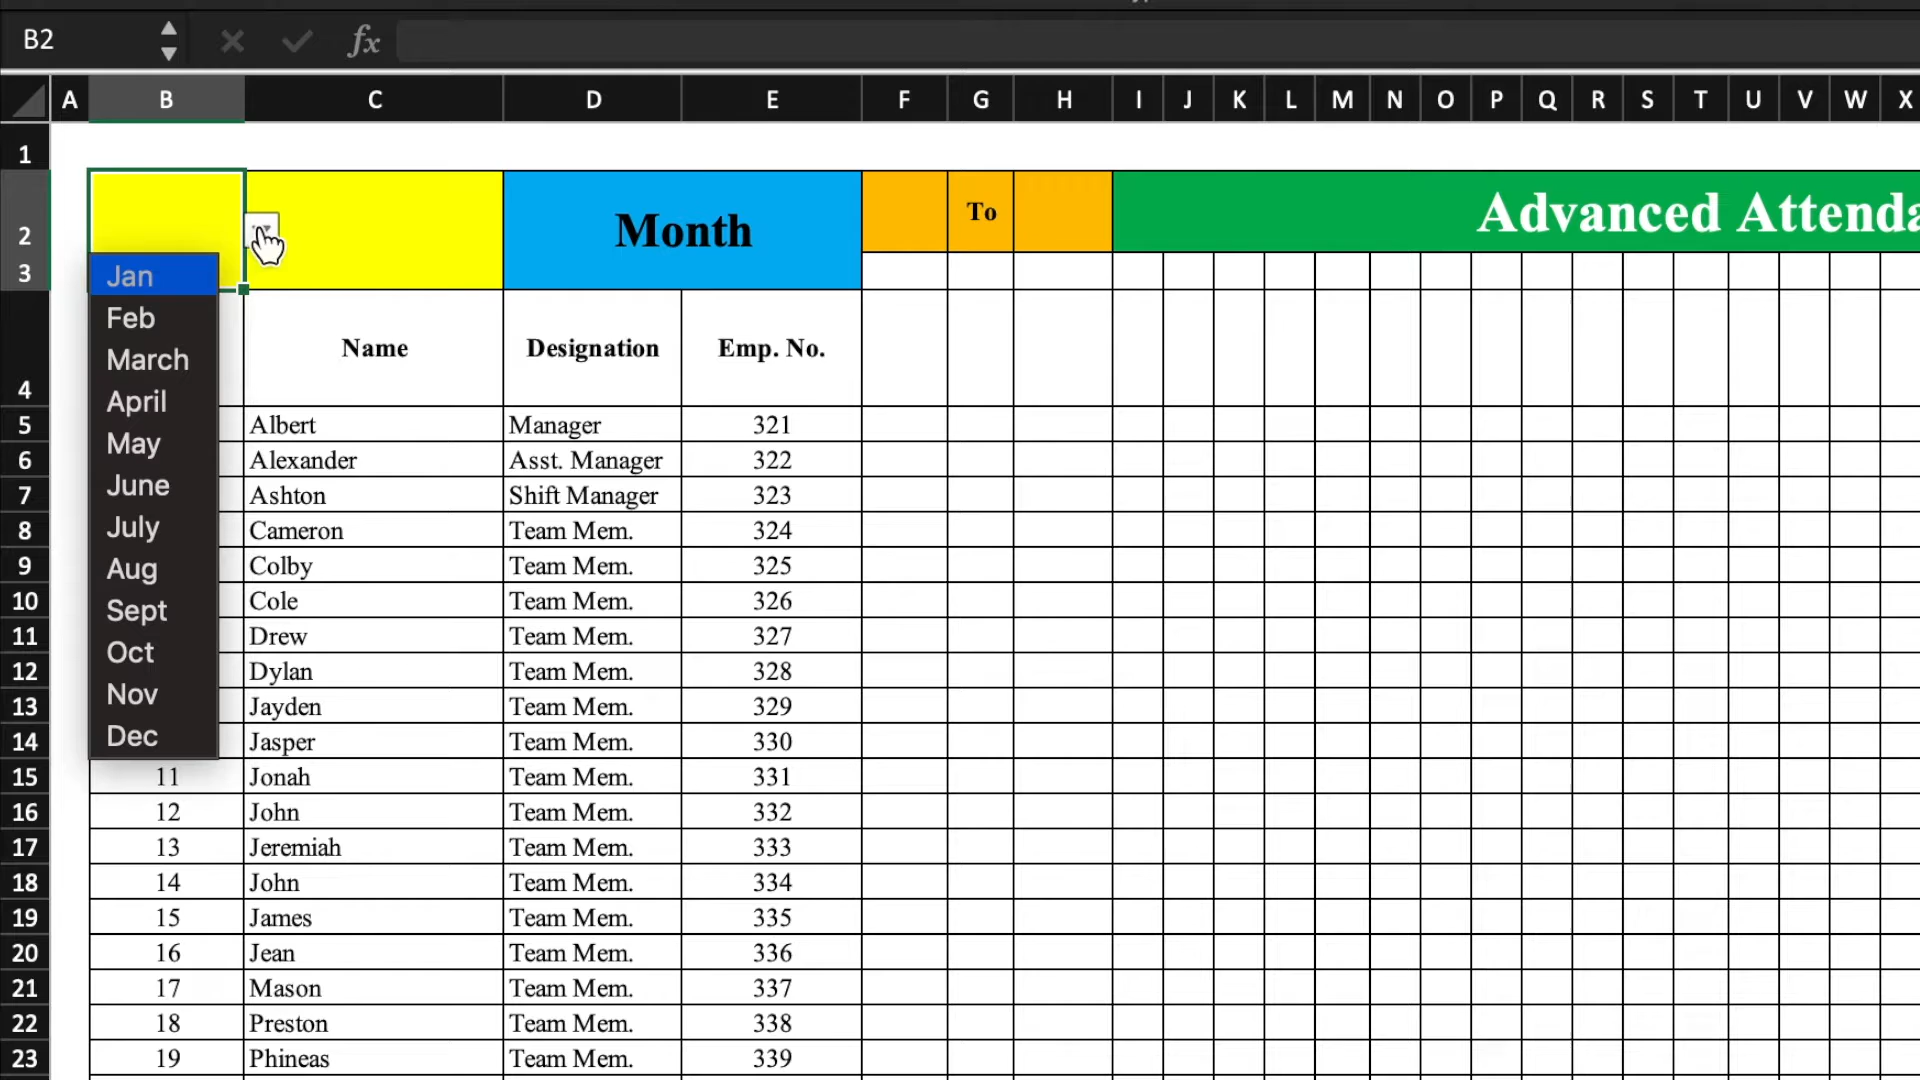 B2
fx
A B C D E F G H I J K L M N O P Q R S T U V W X
1
2 Month To Advanced Attenda
3
Jan
Feb
March
April
May
June
July
Aug
Sept
Oct
Nov
Dec
4 Name Designation Emp. No.
5 Albert Manager 321
6 Alexander Asst. Manager 322
7 Ashton Shift Manager 323
8 Cameron Team Mem. 324
9 Colby Team Mem. 325
10 Cole Team Mem. 326
11 Drew Team Mem. 327
12 Dylan Team Mem. 328
13 Jayden Team Mem. 329
14 Jasper Team Mem. 330
15 11 Jonah Team Mem. 331
16 12 John Team Mem. 332
17 13 Jeremiah Team Mem. 333
18 14 John Team Mem. 334
19 15 James Team Mem. 335
20 16 Jean Team Mem. 336
21 17 Mason Team Mem. 337
22 18 Preston Team Mem. 338
23 19 Phineas Team Mem. 339